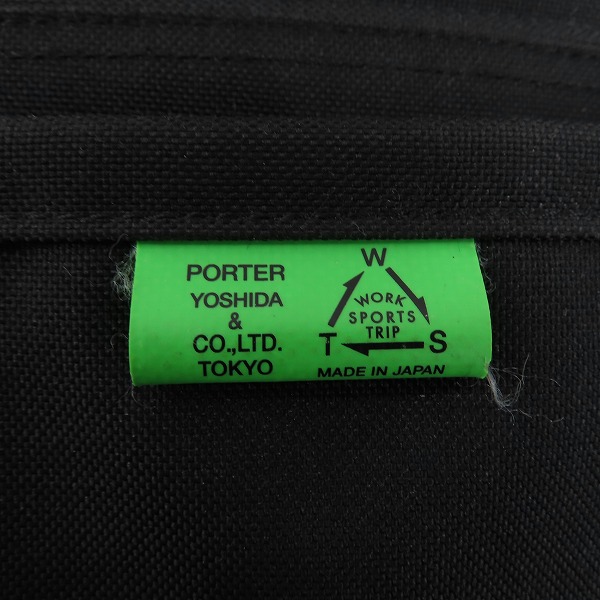 PORTER
YOSHIDA
&
CO.,LTD.
TOKYO
W
WORK
SPORTS
TRIP
T
S
MADE IN JAPAN